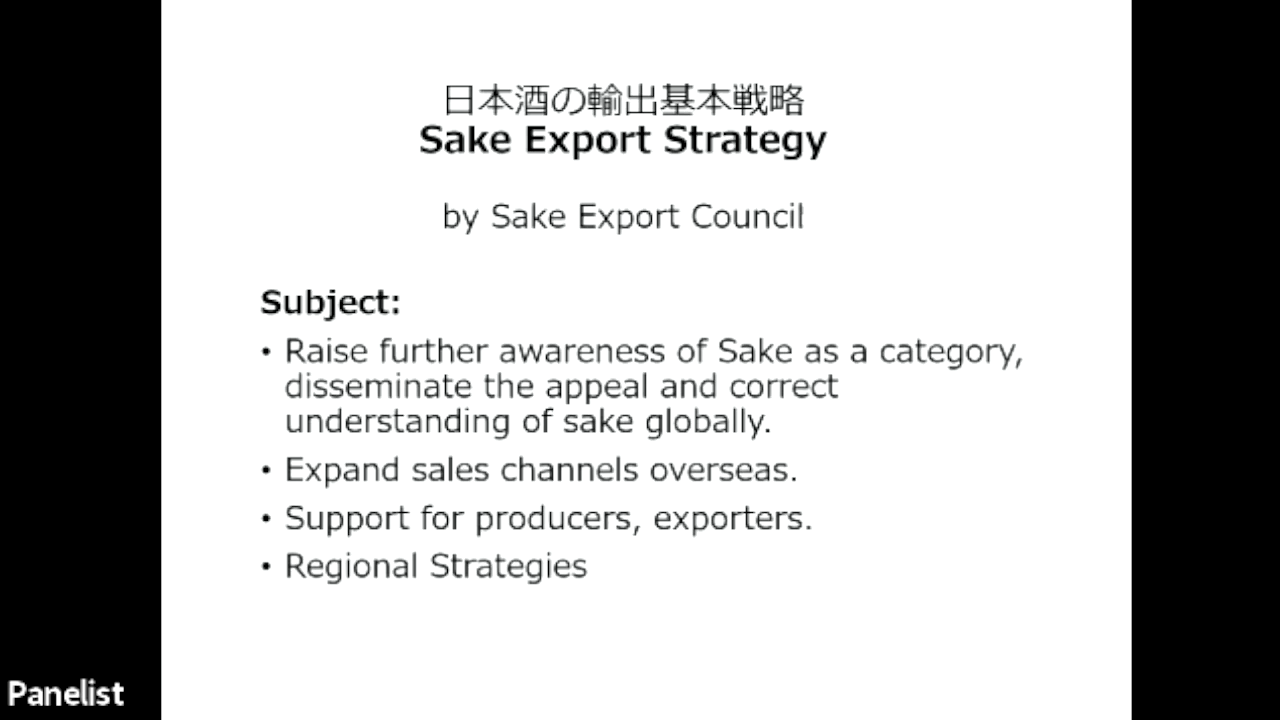 日本酒の輸出基本戦略
Sake Export Strategy
by Sake Export Council
Subject:
• Raise further awareness of Sake as a category,
disseminate the appeal and correct
understanding of sake globally.
• Expand sales channels overseas.
• Support for producers, exporters.
• Regional Strategies
Panelist